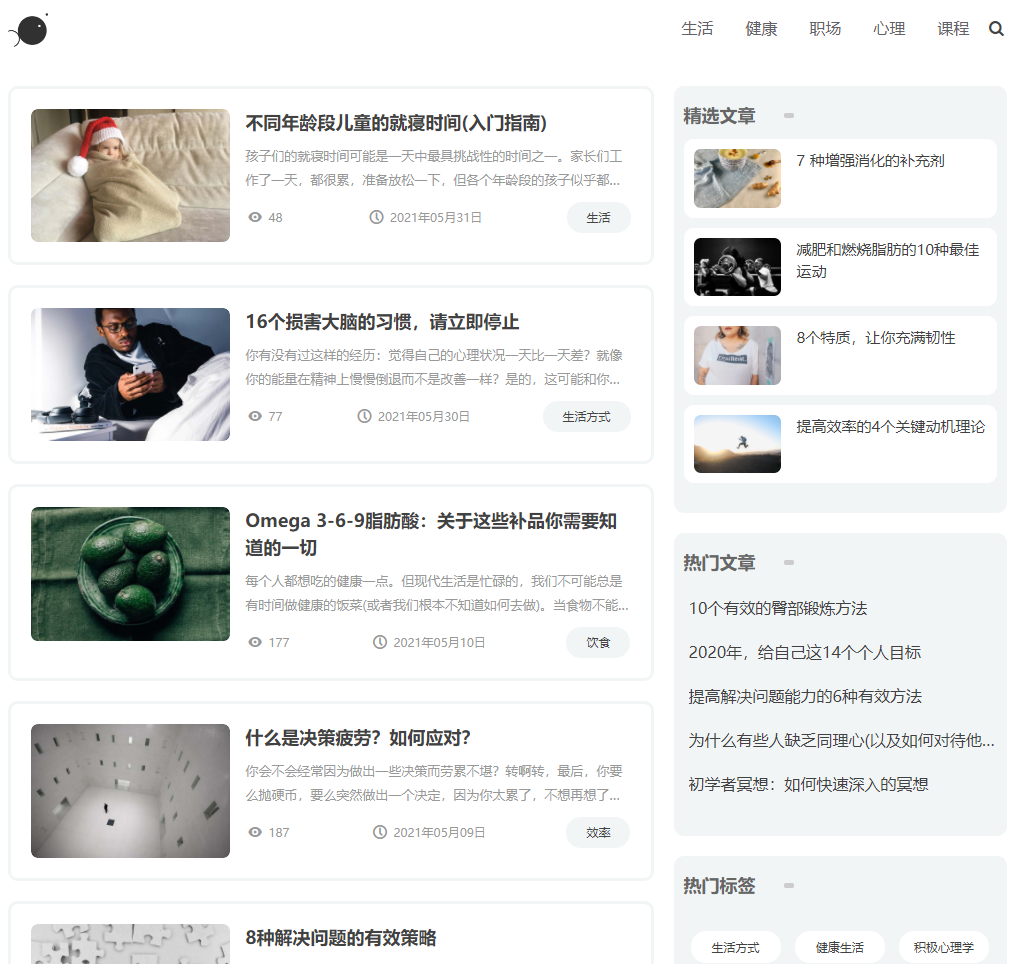 生活 健康 职场 心理 课程
不同年龄段儿童的就寝时间(入门指南)
孩子们的就寝时间可能是一天中最具挑战性的时间之一。家长们工
作了一天，都很累，准备放松一下，但各个年龄段的孩子似乎都...
48 2021年05月31日 生活
16个损害大脑的习惯，请立即停止
你有没有过这样的经历：觉得自己的心理状况一天比一天差？就像
你的能量在精神上慢慢倒退而不是改善一样？是的，这可能和你...
77 2021年05月30日 生活方式
Omega 3-6-9脂肪酸：关于这些补品你需要知
道的一切
每个人都想吃的健康一点。但现代生活是忙碌的，我们不可能总是
有时间做健康的饭菜(或者我们根本不知道如何去做)。当食物不能...
177 2021年05月10日 饮食
什么是决策疲劳？如何应对？
你会不会经常因为做出一些决策而劳累不堪？转啊转，最后，你要
么抛硬币，要么突然做出一个决定，因为你太累了，不想再想了...
187 2021年05月09日 效率
8种解决问题的有效策略
精选文章
7 种增强消化的补充剂
减肥和燃烧脂肪的10种最佳
运动
8个特质，让你充满韧性
提高效率的4个关键动机理论
热门文章
10个有效的臀部锻炼方法
2020年，给自己这14个个人目标
提高解决问题能力的6种有效方法
为什么有些人缺乏同理心(以及如何对待他...
初学者冥想：如何快速深入的冥想
热门标签
生活方式 健康生活 积极心理学